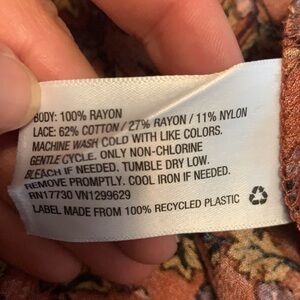 BODY: 100% RAYON
LACE: 62% COTTON / 27% RAYON / 11% NYLON
MACHINE WASH COLD WITH LIKE COLORS.
GENTLE CYCLE. ONLY NON-CHLORINE
BLEACH IF NEEDED. TUMBLE DRY LOW.
REMOVE PROMPTLY. COOL IRON IF NEEDED.
RN17730 VN1299629
LABEL MADE FROM 100% RECYCLED PLASTIC